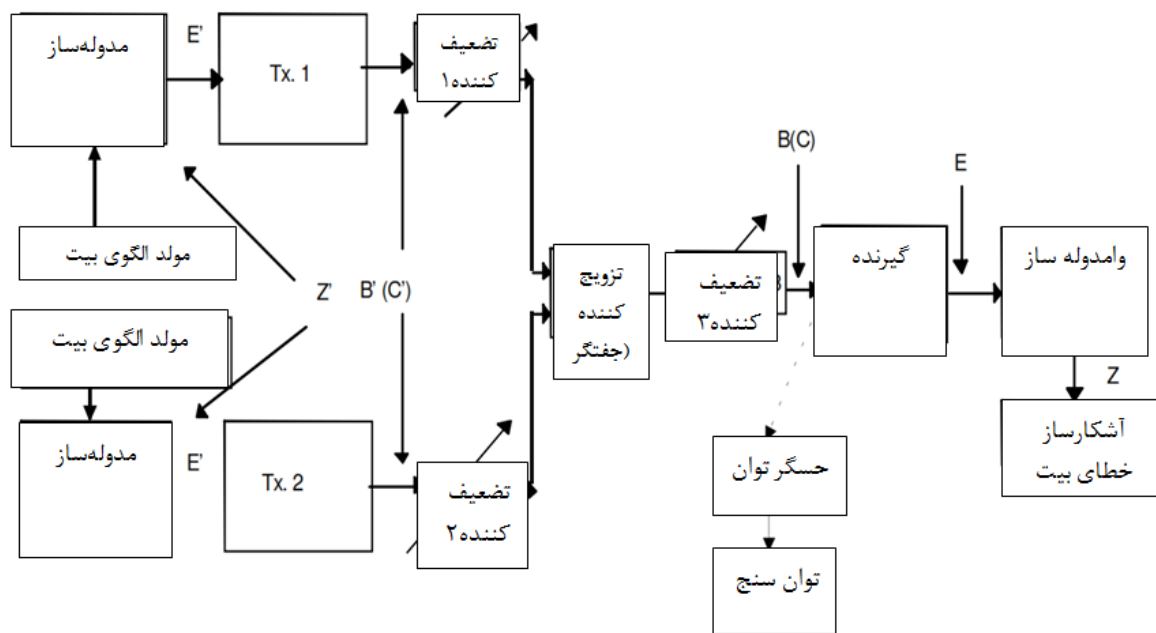 مدوله‌ساز
E'
Tx. 1
تضعیف
کننده۱
مولد الگوی بیت
Z'
B' (C')
مولد الگوی بیت
مدوله‌ساز
E'
Tx. 2
تضعیف
کننده۲
تزویج
کننده
(جفتگر
تضعیف
کننده۳
B(C)
گیرنده
E
وامدوله ساز
Z
آشکارساز
خطای بیت
حسگر توان
توان سنج